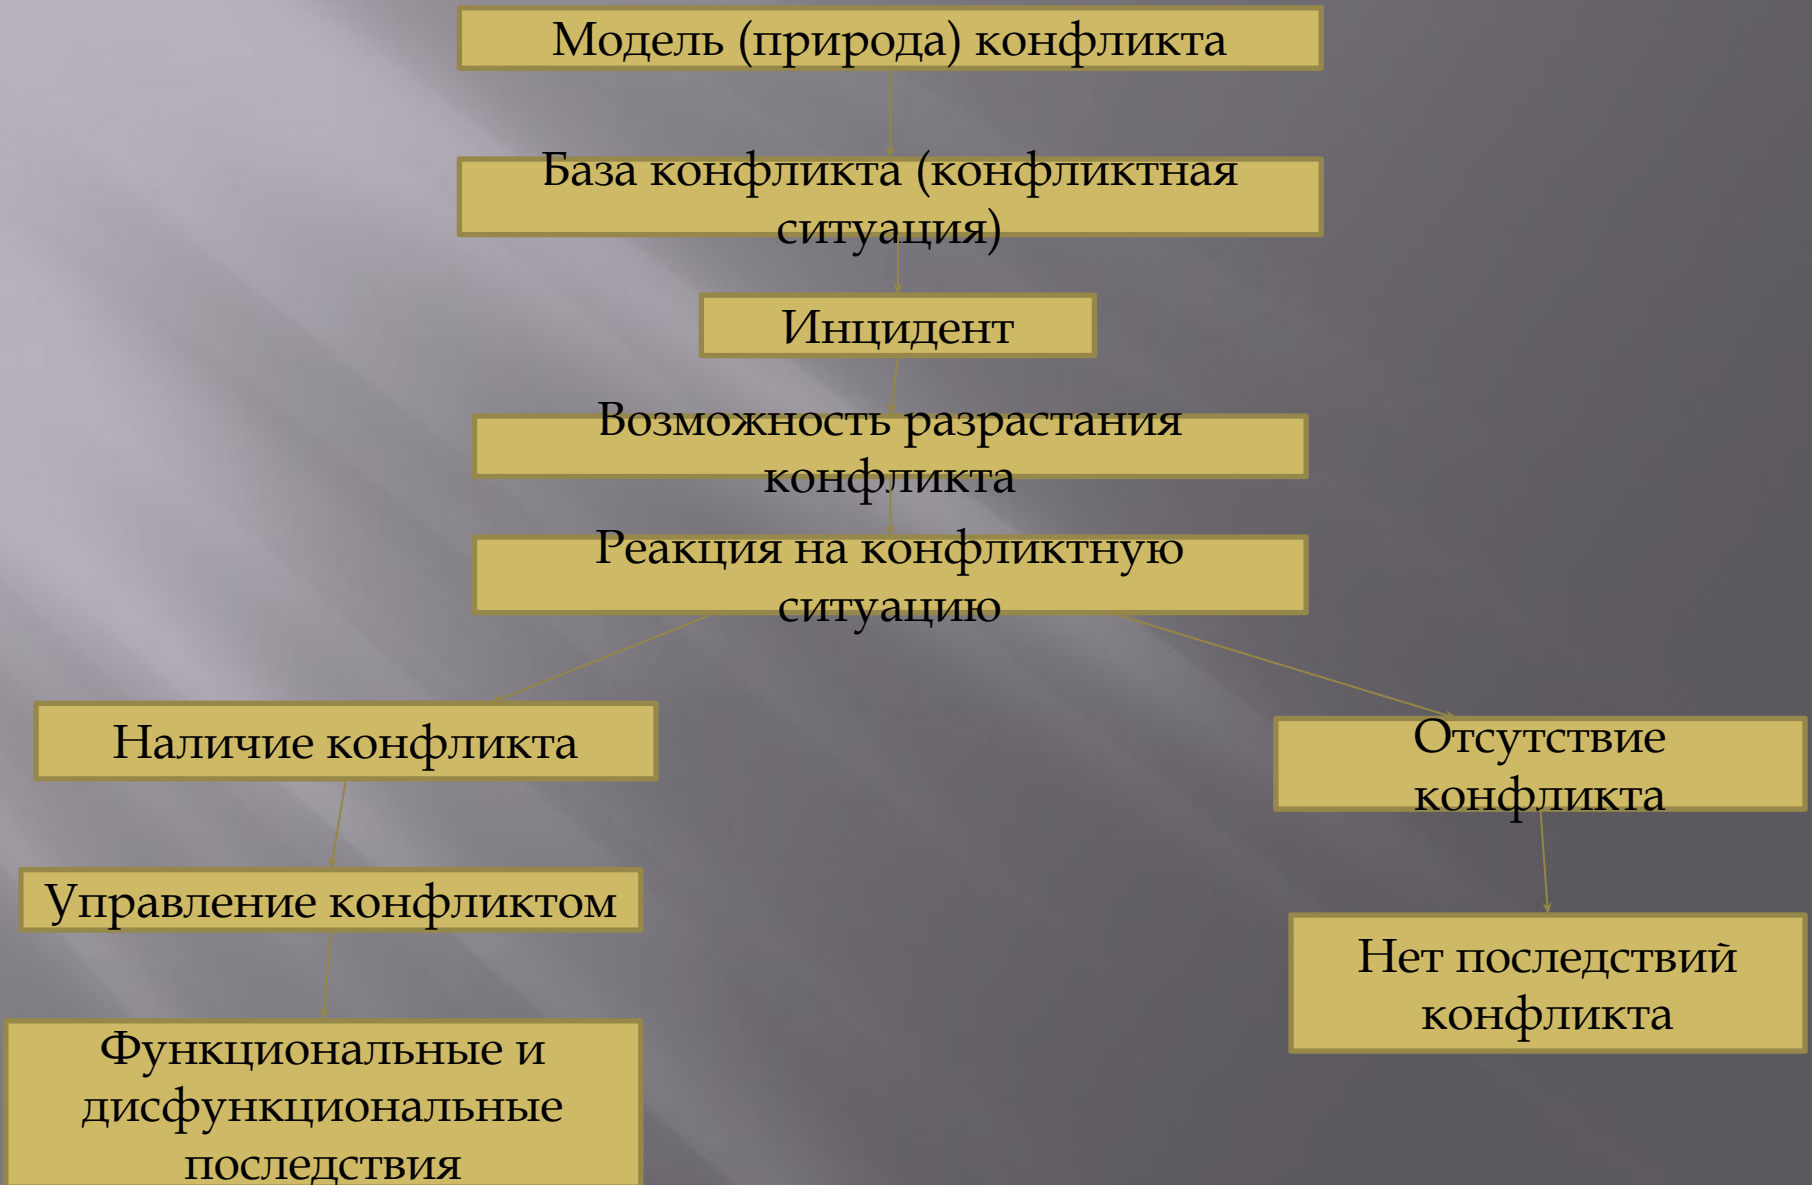 Модель (природа) конфликта
База конфликта (конфликтная
ситуация)
Инцидент
Возможность разрастания
конфликта
Реакция на конфликтную
ситуацию
Наличие конфликта
Отсутствие
конфликта
Управление конфликтом
Нет последствий
конфликта
Функциональные и
дисфункциональные
последствия